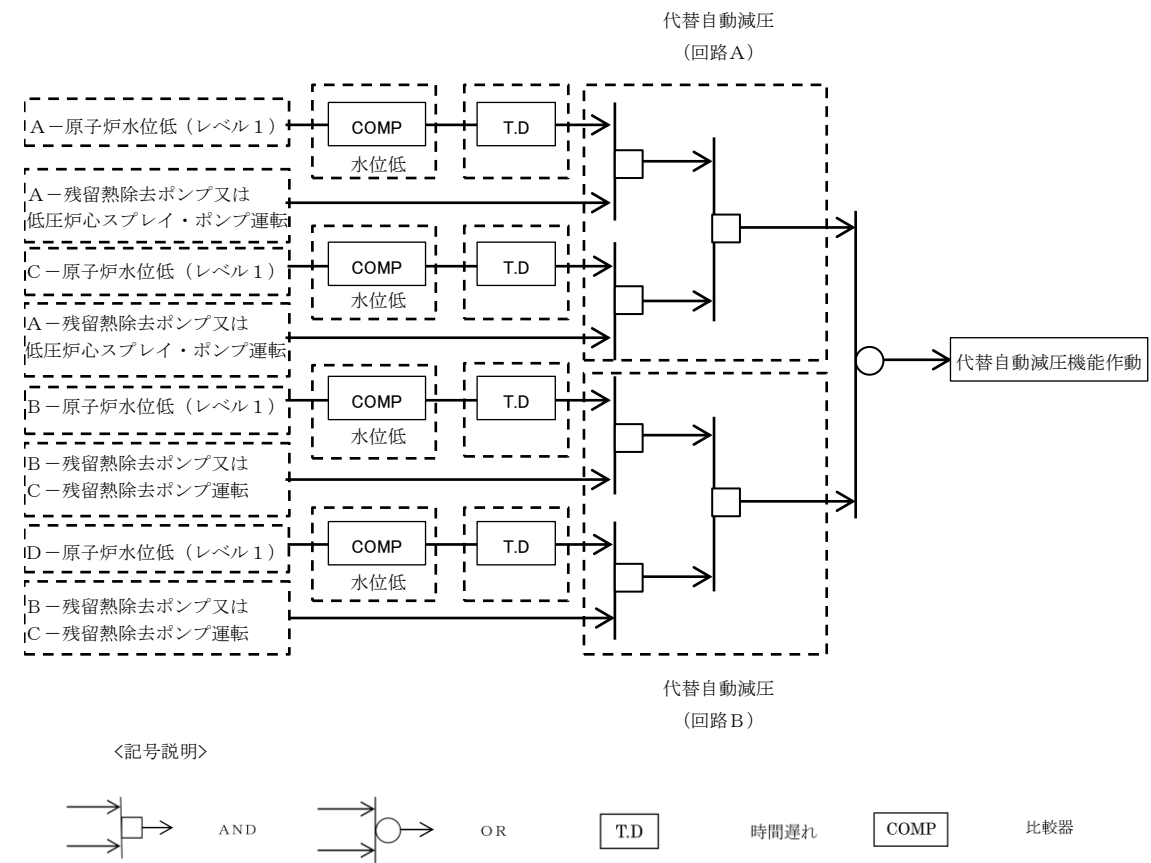 代替自動減圧
（回路Ａ）
Ａ－原子炉水位低（レベル１）
COMP
T.D
水位低
Ａ－残留熱除去ポンプ又は
低圧炉心スプレイ・ポンプ運転
Ｃ－原子炉水位低（レベル１）
COMP
T.D
水位低
Ａ－残留熱除去ポンプ又は
低圧炉心スプレイ・ポンプ運転
代替自動減圧機能作動
Ｂ－原子炉水位低（レベル１）
COMP
T.D
水位低
Ｂ－残留熱除去ポンプ又は
Ｃ－残留熱除去ポンプ運転
Ｄ－原子炉水位低（レベル１）
COMP
T.D
水位低
Ｂ－残留熱除去ポンプ又は
Ｃ－残留熱除去ポンプ運転
代替自動減圧
（回路Ｂ）
<記号説明>
ＡＮＤ
ＯＲ
T.D
時間遅れ
COMP
比較器